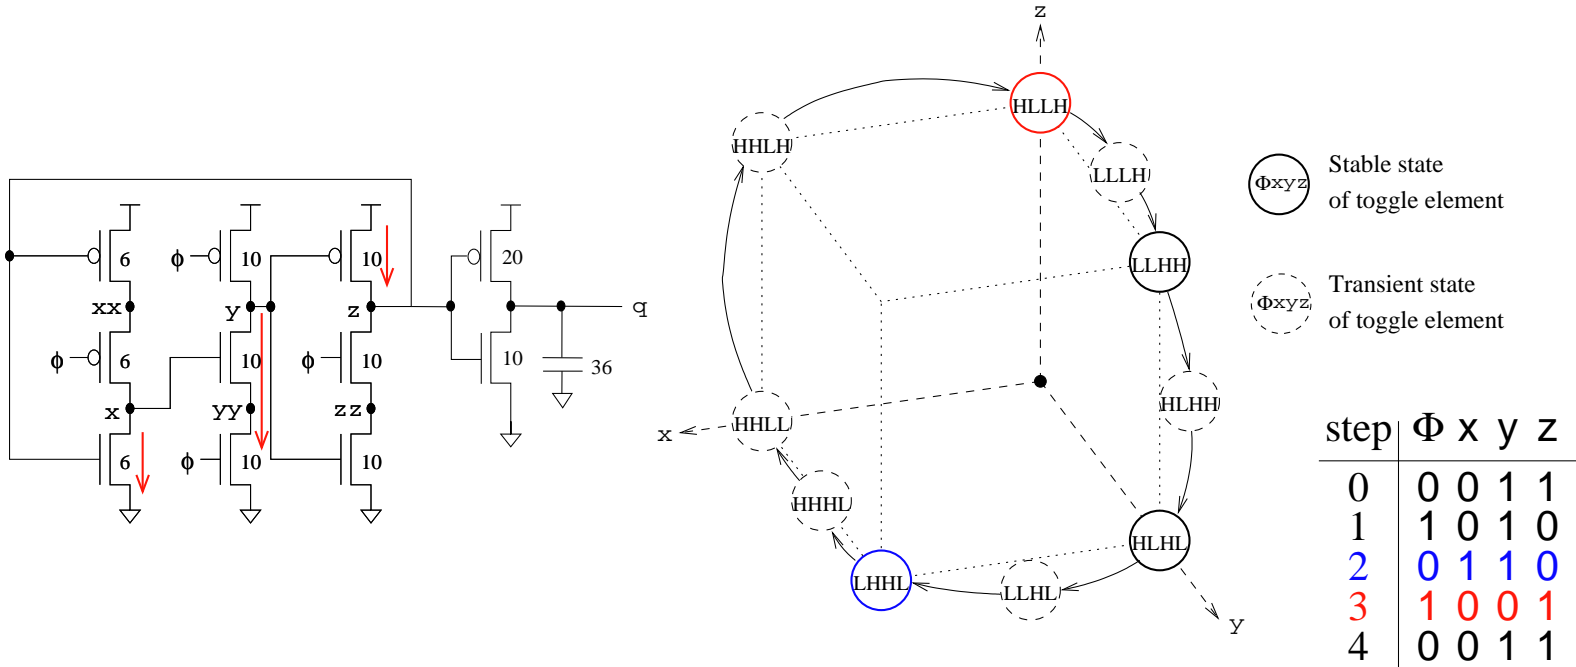 6
ϕ
10
10
20
xx
y
z
q
ϕ
6
10
ϕ
10
10
36
x
yy
zz
6
ϕ
10
10
z
HLLH
HHLH
LLLH
LLHH
HLHH
x
HHLL
HHHL
HLHL
LHHL
LLHL
y
Φxyz
Stable state
of toggle element
Φxyz
Transient state
of toggle element
step Φ x y z
0 0 0 1 1
1 1 0 1 0
2 0 1 1 0
3 1 0 0 1
4 0 0 1 1